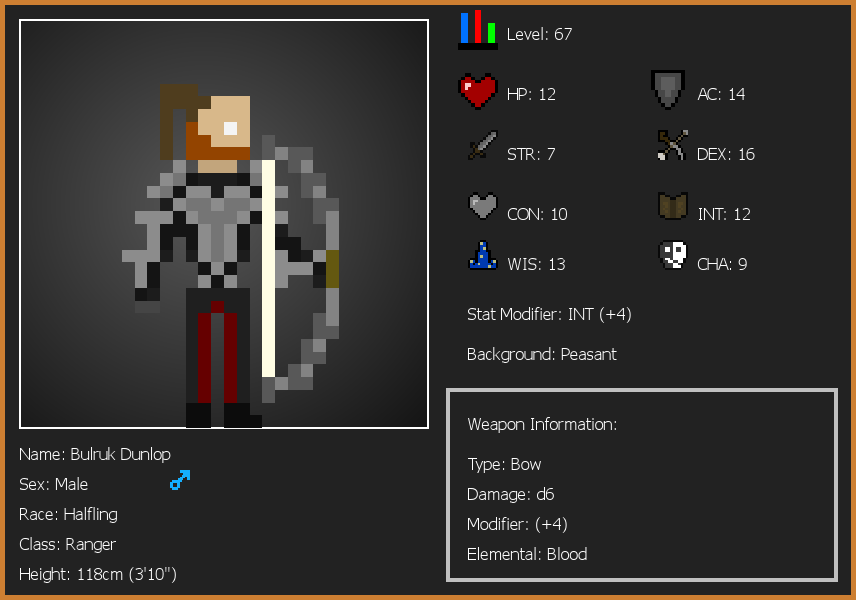 Level: 67
HP: 12
AC: 14
STR: 7
DEX: 16
CON: 10
INT: 12
WIS: 13
CHA: 9
Stat Modifier: INT (+4)
Background: Peasant
Weapon Information:
Type: Bow
Damage: d6
Modifier: (+4)
Elemental: Blood
Name: Bulruk Dunlop
Sex: Male
Race: Halfling
Class: Ranger
Height: 118cm (3'10")